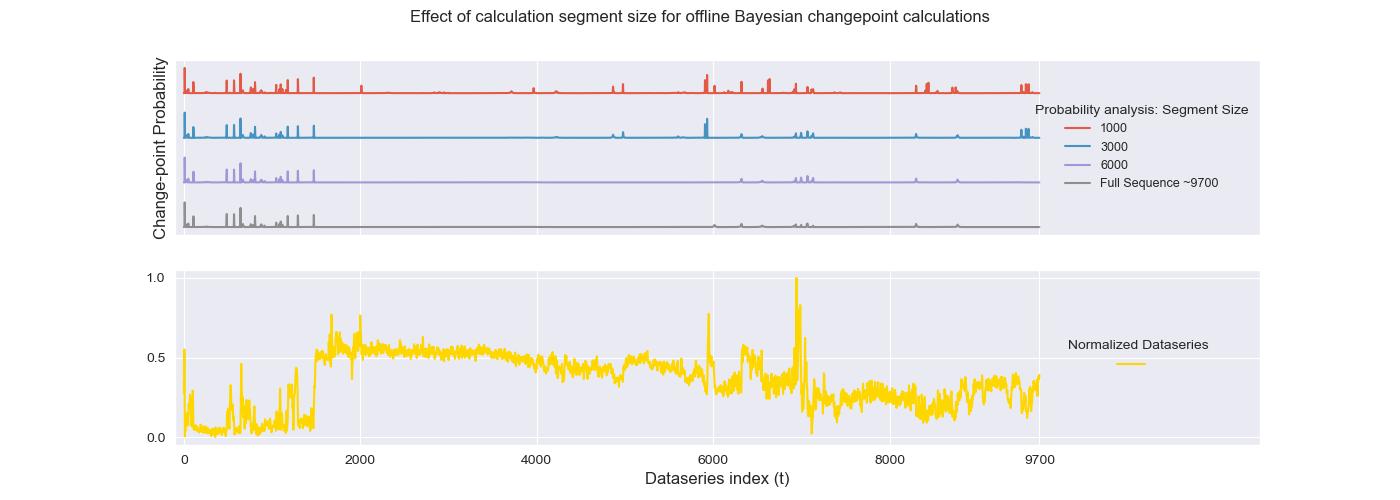 Effect of calculation segment size for offline Bayesian changepoint calculations
Change-point Probability
Probability analysis: Segment Size
1000
3000
6000
Full Sequence ~9700
1.0
0.5
0.0
Normalized Dataseries
0 2000 4000 6000 8000 9700
Dataseries index (t)